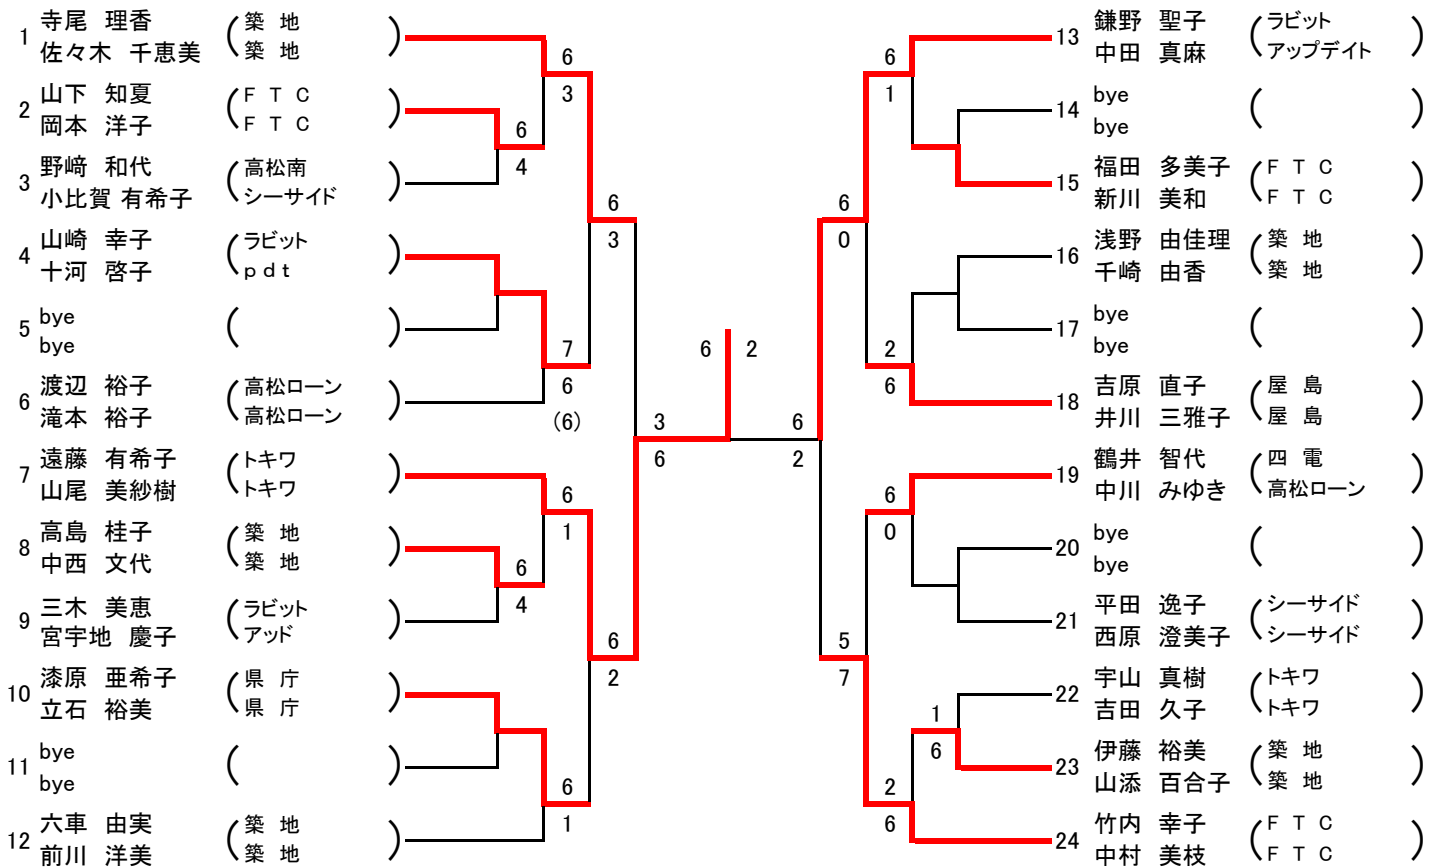 1 寺尾 理香 (築 地)
佐々木 千恵美 築 地
2 山下 知夏 (F T C)
岡本 洋子 F T C
3 野﨑 和代 (高松南)
小比賀 有希子 シーサイド
4 山崎 幸子 (ラビット)
十河 啓子 p d t
5 bye ( )
bye
6 渡辺 裕子 (高松ローン)
滝本 裕子 高松ローン
7 遠藤 有希子 (トキワ)
山尾 美紗樹 トキワ
8 高島 桂子 (築 地)
中西 文代 築 地
9 三木 美恵 (ラビット)
宮宇地 慶子 アッド
10 漆原 亜希子 (県 庁)
立石 裕美 県 庁
11 bye ( )
bye
12 六車 由実 (築 地)
前川 洋美 築 地
6
3
6
4
6
3
7
6
(6)
6
1
6
4
6
2
6
1
3
6
6 2
6
2
6
1
6
0
2
6
6
0
5
7
1
6
2
6
13 鎌野 聖子 (ラビット)
中田 真麻 アップデイト
14 bye ( )
bye
15 福田 多美子 (F T C)
新川 美和 F T C
16 浅野 由佳理 (築 地)
千崎 由香 築 地
17 bye ( )
bye
18 吉原 直子 (屋 島)
井川 三雅子 屋 島
19 鶴井 智代 (四 電)
中川 みゆき 高松ローン
20 bye ( )
bye
21 平田 逸子 (シーサイド)
西原 澄美子 シーサイド
22 宇山 真樹 (トキワ)
吉田 久子 トキワ
23 伊藤 裕美 (築 地)
山添 百合子 築 地
24 竹内 幸子 (F T C)
中村 美枝 F T C